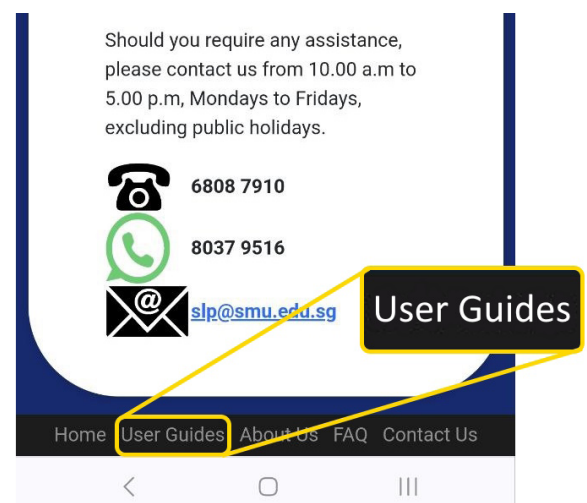 Should you require any assistance,
please contact us from 10.00 a.m to
5.00 p.m, Mondays to Fridays,
excluding public holidays.
6808 7910
8037 9516
@
slp@smu.edu.sg
User Guides
Home User Guides About Us FAQ Contact Us